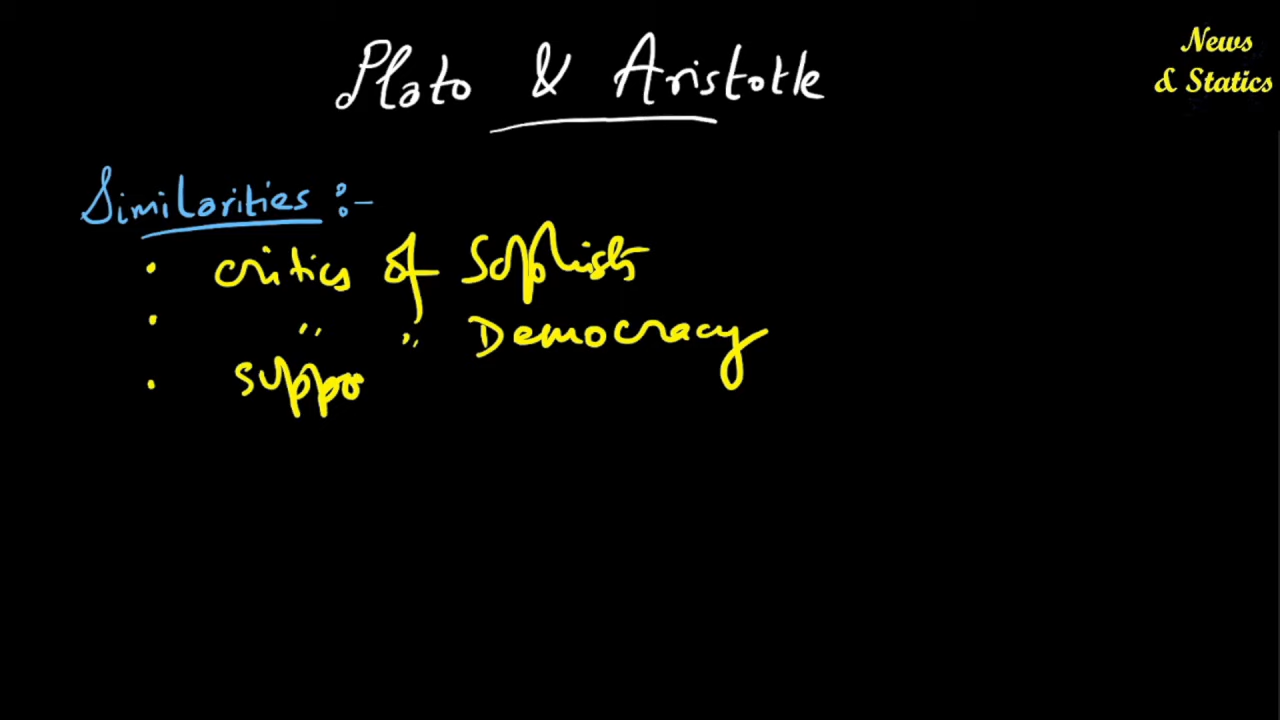 Plato & Aristotle
News
& Statics
Similarities :-
• critics of Sophists
• " " Democracy
• suppo